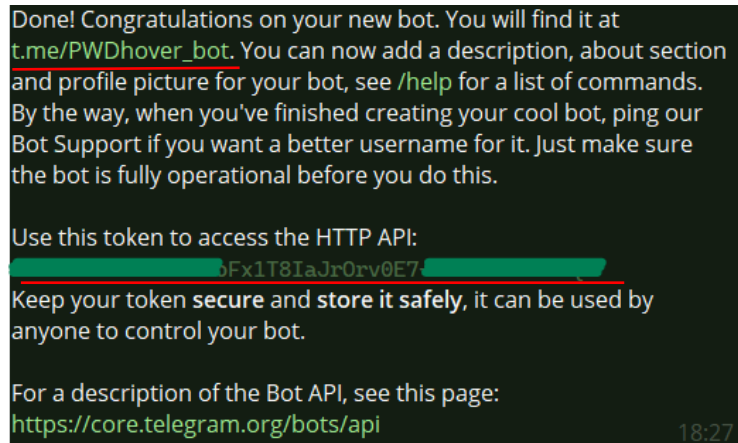 Done! Congratulations on your new bot. You will find it at
t.me/PWDhover_bot. You can now add a description, about section
and profile picture for your bot, see /help for a list of commands.
By the way, when you've finished creating your cool bot, ping our
Bot Support if you want a better username for it. Just make sure
the bot is fully operational before you do this.
Use this token to access the HTTP API:
Fx1T8IaJrOrv0E7
Keep your token secure and store it safely, it can be used by
anyone to control your bot.
For a description of the Bot API, see this page:
https://core.telegram.org/bots/api
18:27